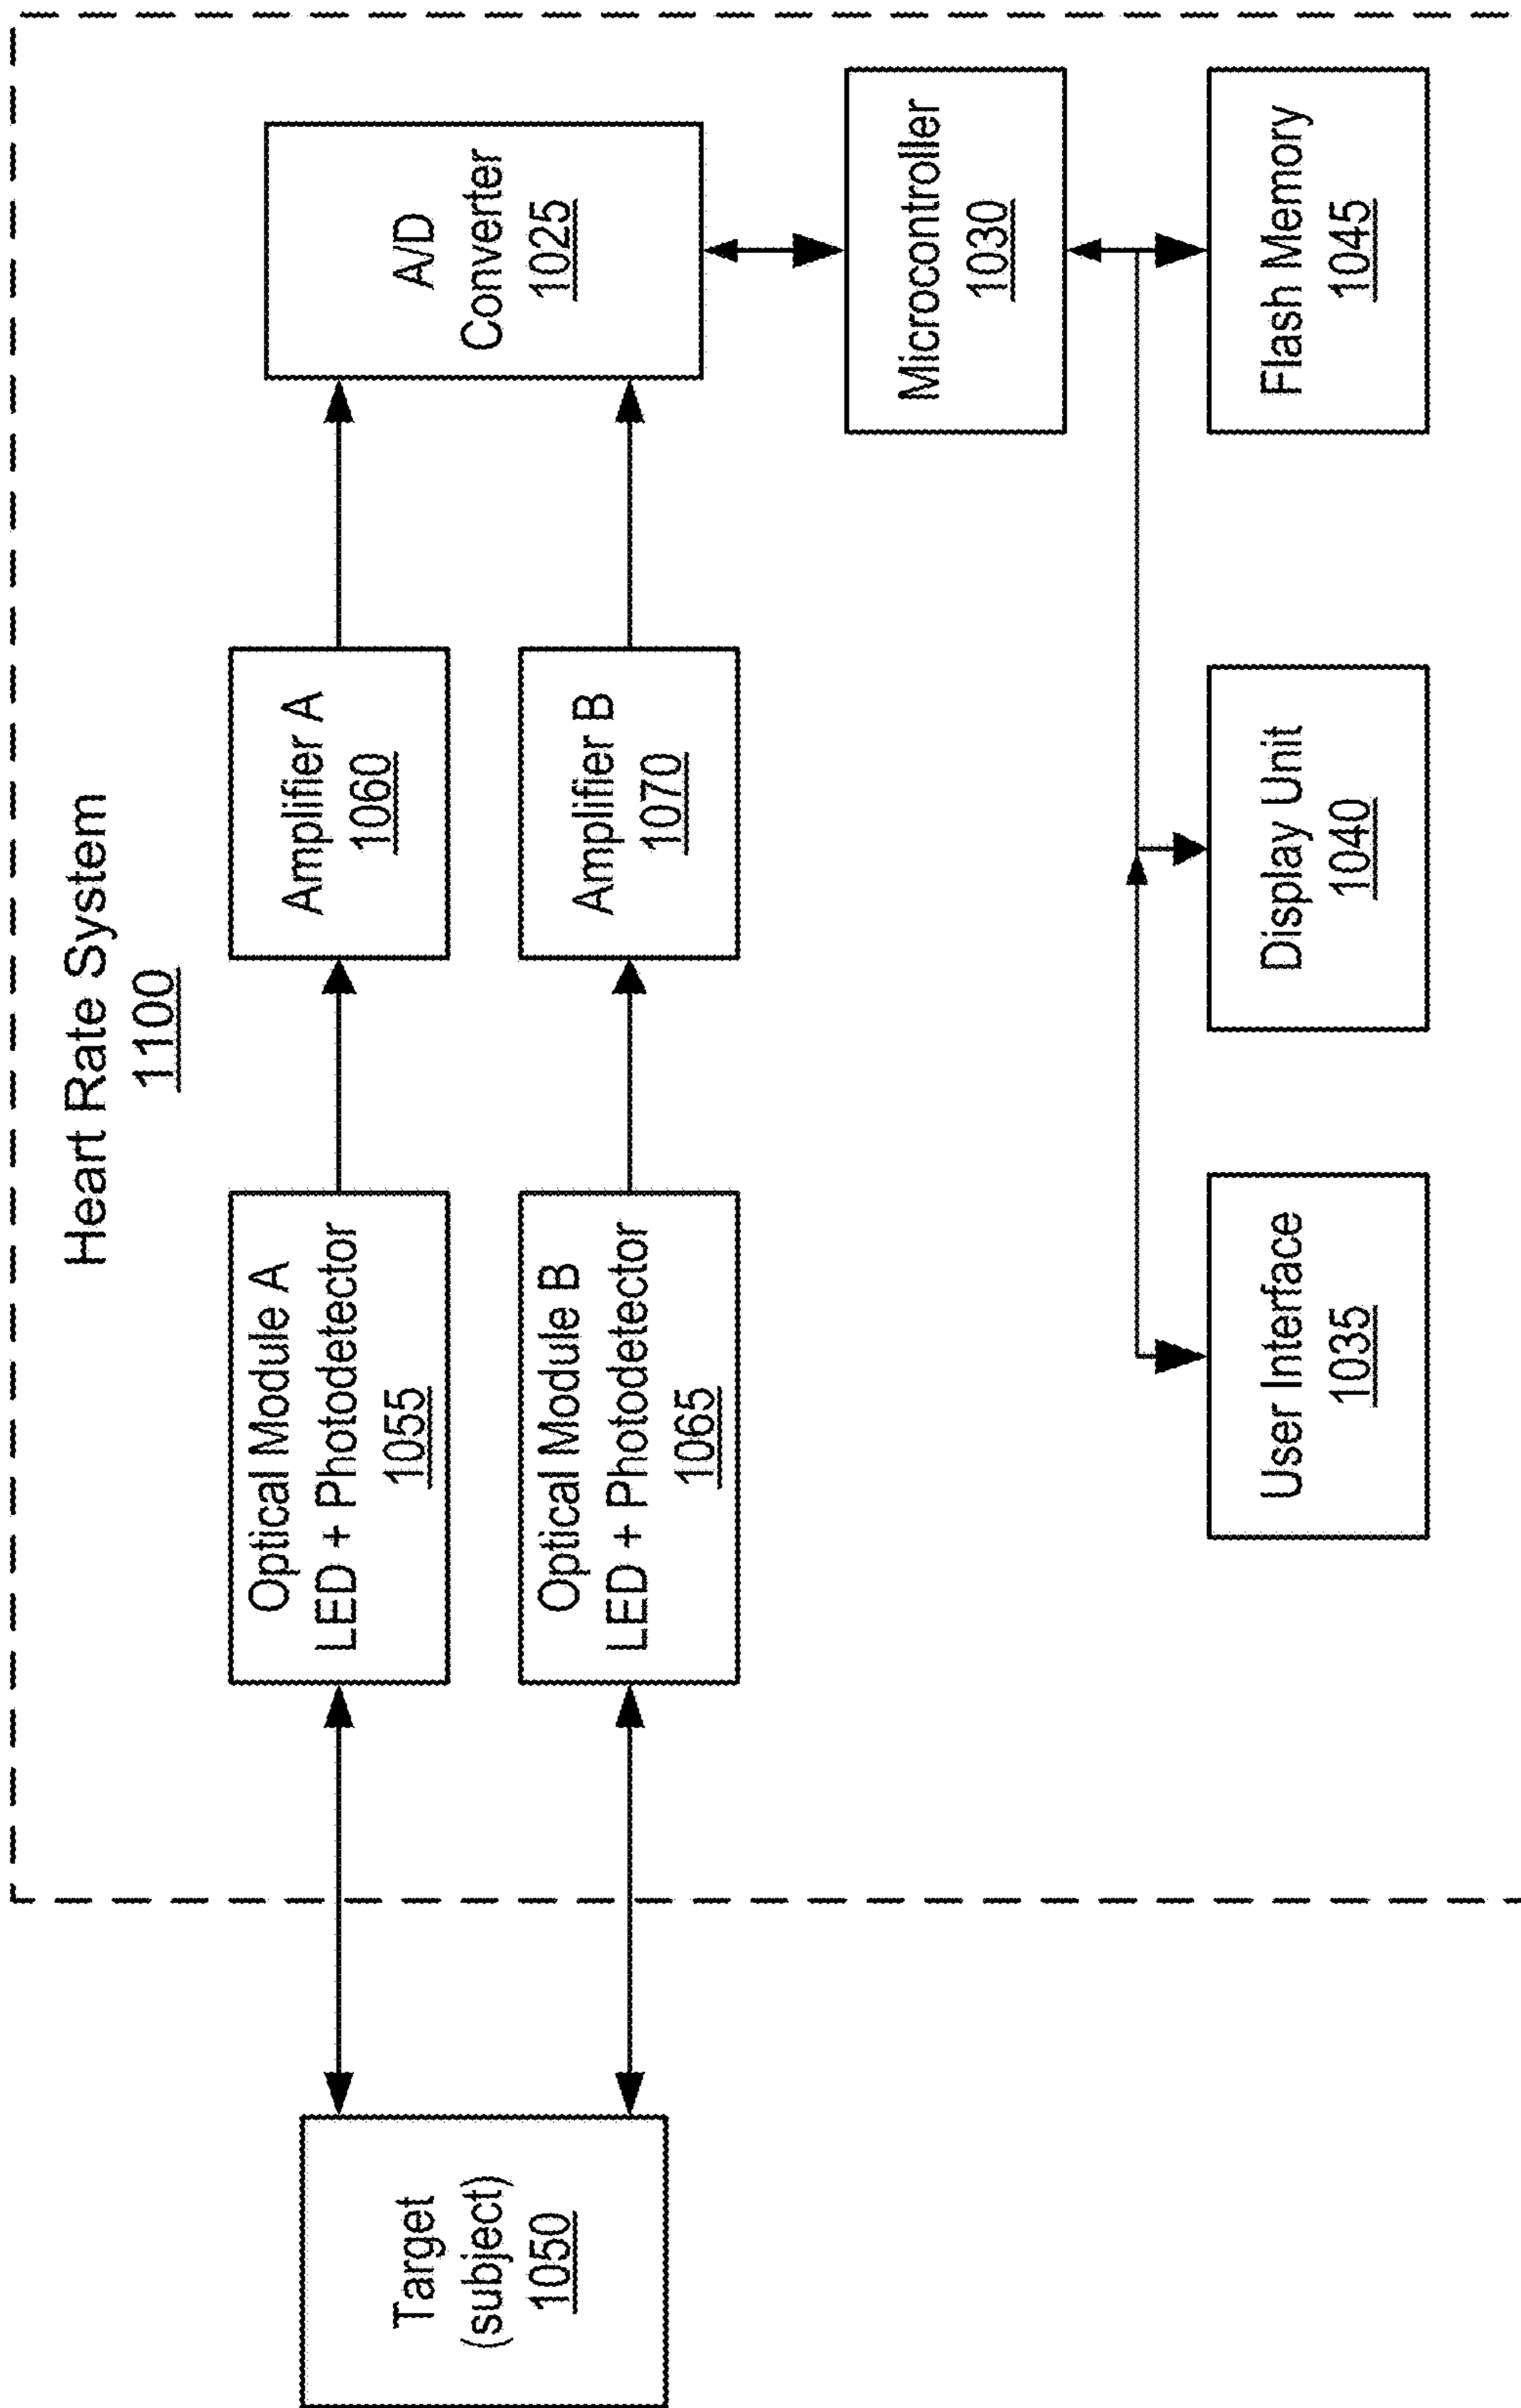 Heart Rate System
1100
Target
(subject)
1050
Optical Module A
LED + Photodetector
1055
Amplifier A
1060
Optical Module B
LED + Photodetector
1065
Amplifier B
1070
A/D
Converter
1025
Microcontroller
1030
User Interface
1035
Display Unit
1040
Flash Memory
1045